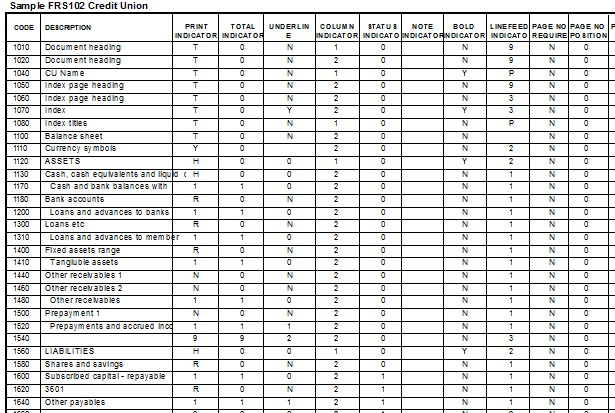 Sample FRS102 Credit Union
CODE DESCRIPTION PRINT INDICATOR TOTAL INDICATOR UNDERLIN E COLUMN INDICATOR STATUS INDICATO NOTE INDICATOR BOLD INDICATOR LINEFEED INDICATO PAGE NO REQUIRE PAGE NO POSITION P
1010 Document heading T 0 N 1 0 N 9 N 0
1020 Document heading T 0 N 2 0 N 9 N 0
1040 CU Name T 0 N 1 0 Y P N 0
1050 Index page heading T 0 N 2 0 N 9 N 0
1060 Index page heading T 0 N 2 0 N 3 N 0
1070 Index T 0 Y 2 0 Y 3 N 0
1080 Index titles T 0 N 1 0 N P N 0
1100 Balance sheet T 0 N 2 0 N N 0
1110 Currency symbols Y 0 2 0 N 2 N 0
1120 ASSETS H 0 0 1 0 Y 2 N 0
1130 Cash, cash equivalents and liquid c H 0 0 2 0 N 1 N 0
1170 Cash and bank balances with 1 1 0 2 0 N 1 N 0
1180 Bank accounts R 0 N 2 0 N 1 N 0
1200 Loans and advances to banks 1 1 0 2 0 N 1 N 0
1300 Loans etc R 0 N 2 0 N 1 N 0
1310 Loans and advances to member 1 1 0 2 0 N 1 N 0
1400 Fixed assets range R 0 N 2 0 N 1 N 0
1410 Tangluble assets 1 1 0 2 0 N 1 N 0
1440 Other receivables 1 N 0 N 2 0 N 1 N 0
1460 Other receivables 2 N 0 N 2 0 N 1 N 0
1480 Other receivables 1 1 0 2 0 N 1 N 0
1500 Prepayment 1 N 0 N 2 0 N 1 N 0
1520 Prepayments and accrued inco 1 1 1 2 0 N 1 N 0
1540 9 9 2 2 0 N 3 N 0
1560 LIABILITIES H 0 0 1 0 Y 2 N 0
1580 Shares and savings R 0 N 2 0 N 1 N 0
1600 Subscribed capital - repayable 1 1 0 2 1 N 1 N 0
1620 3601 R 0 N 2 1 N 1 N 0
1640 Other payables 1 1 1 2 1 N 1 N 0